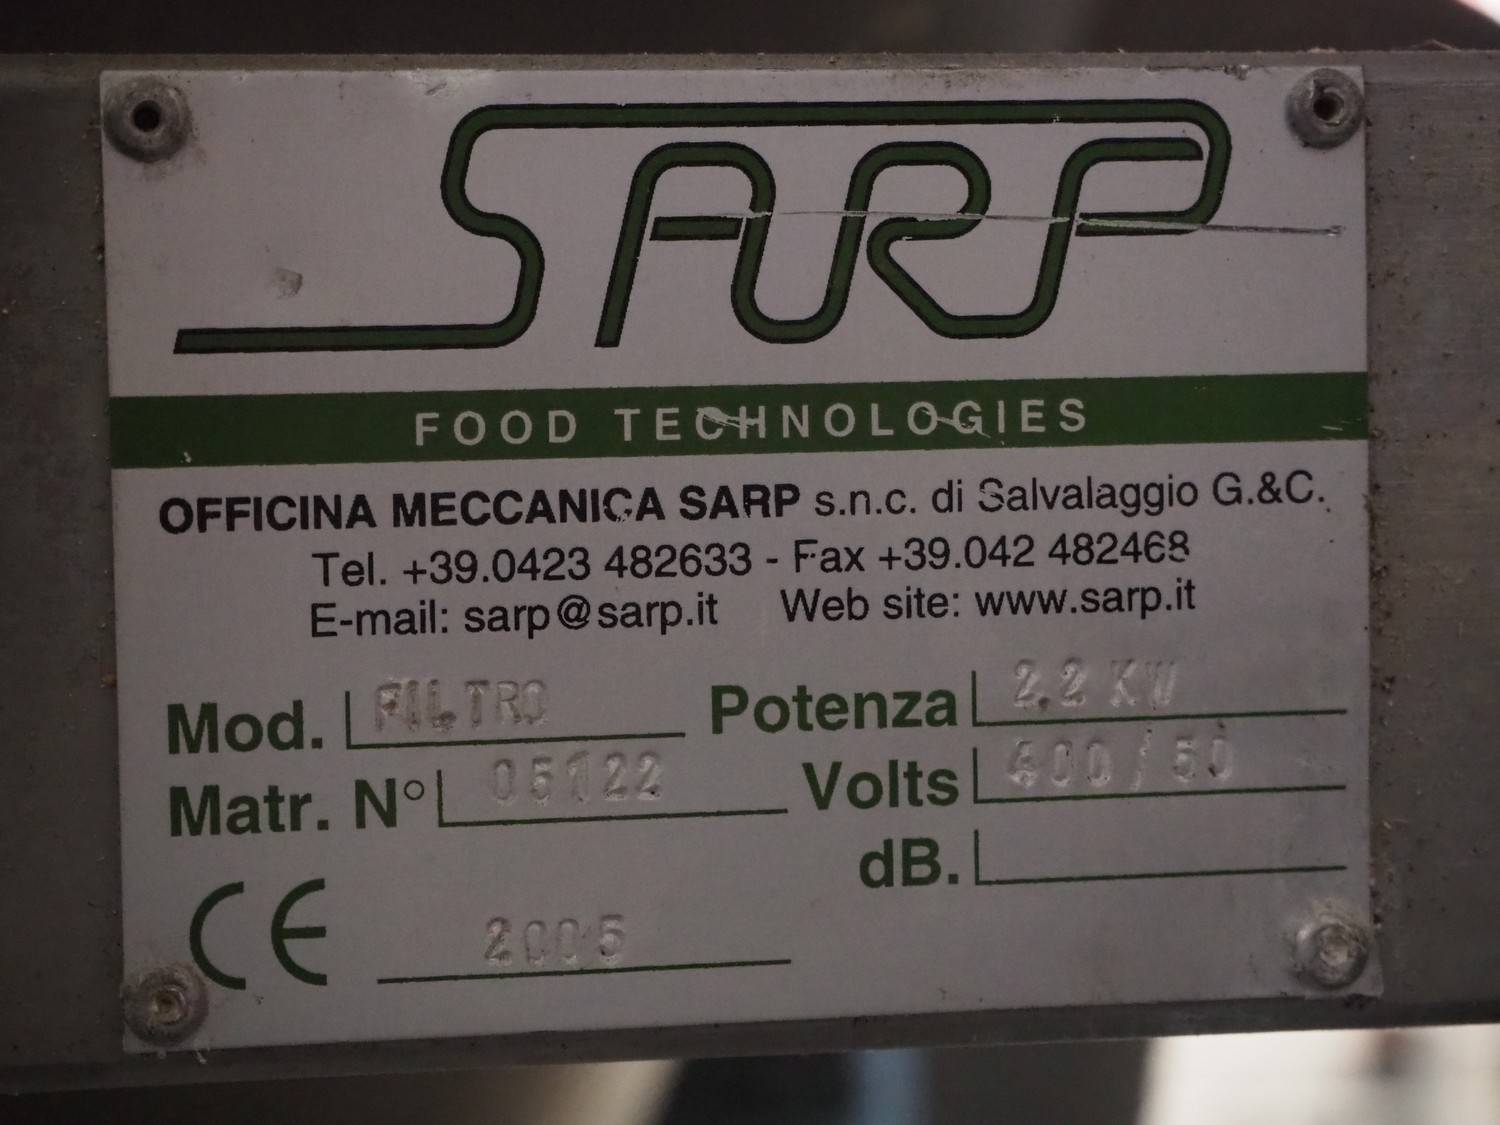 SARP
FOOD TECHNOLOGIES
OFFICINA MECCANICA SARP s.n.c. di Salvalaggio G.&C.
Tel. +39.0423 482633 - Fax +39.042 482468
E-mail: sarp@sarp.it Web site: www.sarp.it
Mod. FILTRO Potenza 2.2 KW
Matr. N° 05122 Volts 400/50
dB.
CE 2005